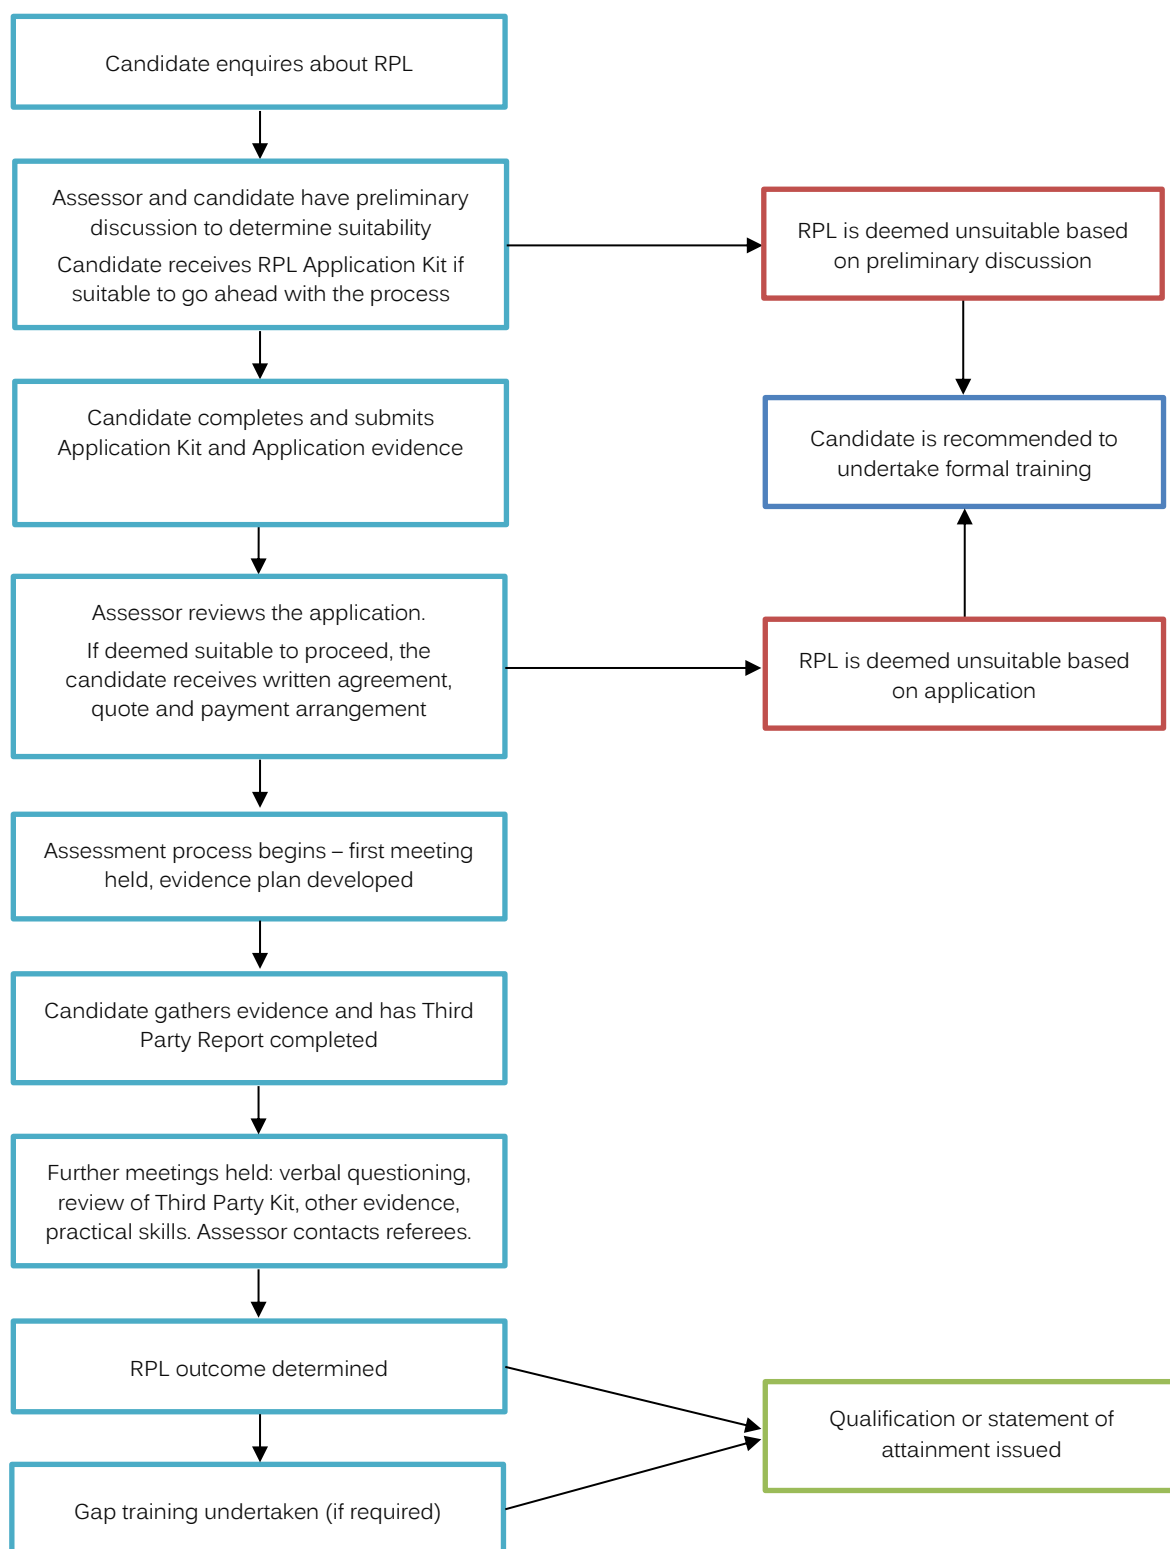 Candidate enquires about RPL
Assessor and candidate have preliminary
discussion to determine suitability
Candidate receives RPL Application Kit if
suitable to go ahead with the process
RPL is deemed unsuitable based
on preliminary discussion
Candidate completes and submits
Application Kit and Application evidence
Candidate is recommended to
undertake formal training
Assessor reviews the application.
If deemed suitable to proceed, the
candidate receives written agreement,
quote and payment arrangement
RPL is deemed unsuitable based
on application
Assessment process begins – first meeting
held, evidence plan developed
Candidate gathers evidence and has Third
Party Report completed
Further meetings held: verbal questioning,
review of Third Party Kit, other evidence,
practical skills. Assessor contacts referees.
RPL outcome determined
Qualification or statement of
attainment issued
Gap training undertaken (if required)